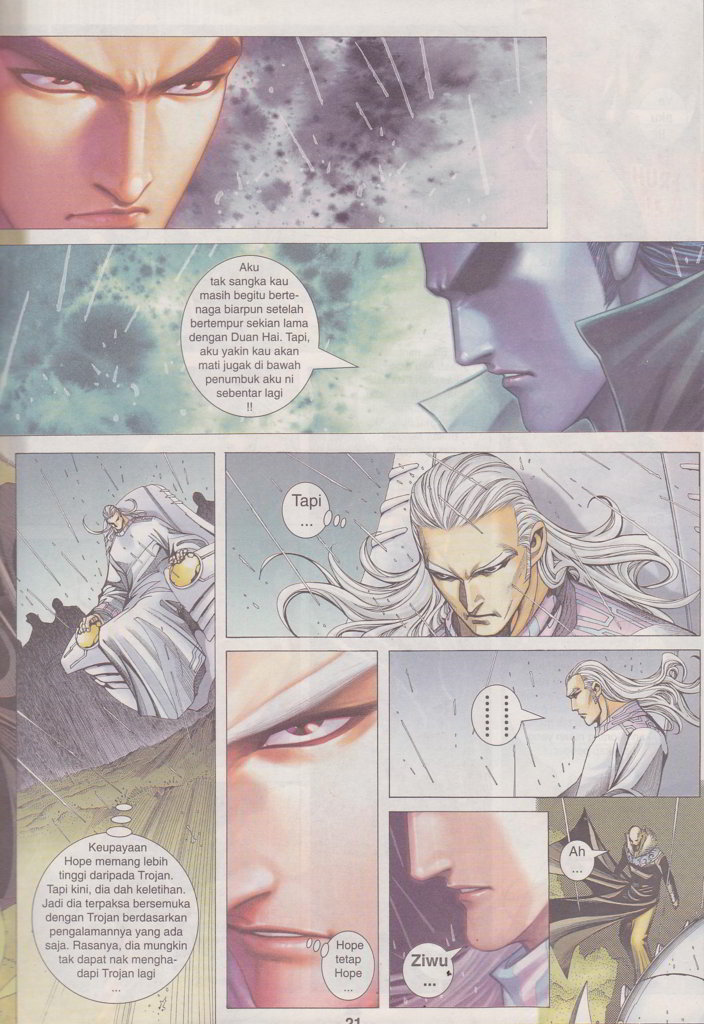 Aku
tak sangka kau
masih begitu berte-
naga biarpun setelah
bertempur sekian lama
dengan Duan Hai. Tapi,
aku yakin kau akan
mati jugak di bawah
penumbuk aku ni
sebentar lagi
!!
Tapi
...
Keupayaan
Hope memang lebih
tinggi daripada Trojan.
Tapi kini, dia dah keletihan.
Jadi dia terpaksa bersemuka
dengan Trojan berdasarkan
pengalamannya yang ada
saja. Rasanya, dia mungkin
tak dapat nak mengha-
dapi Trojan lagi
...
Hope
tetap
Hope
...
Ziwu
...
Ah
...
21